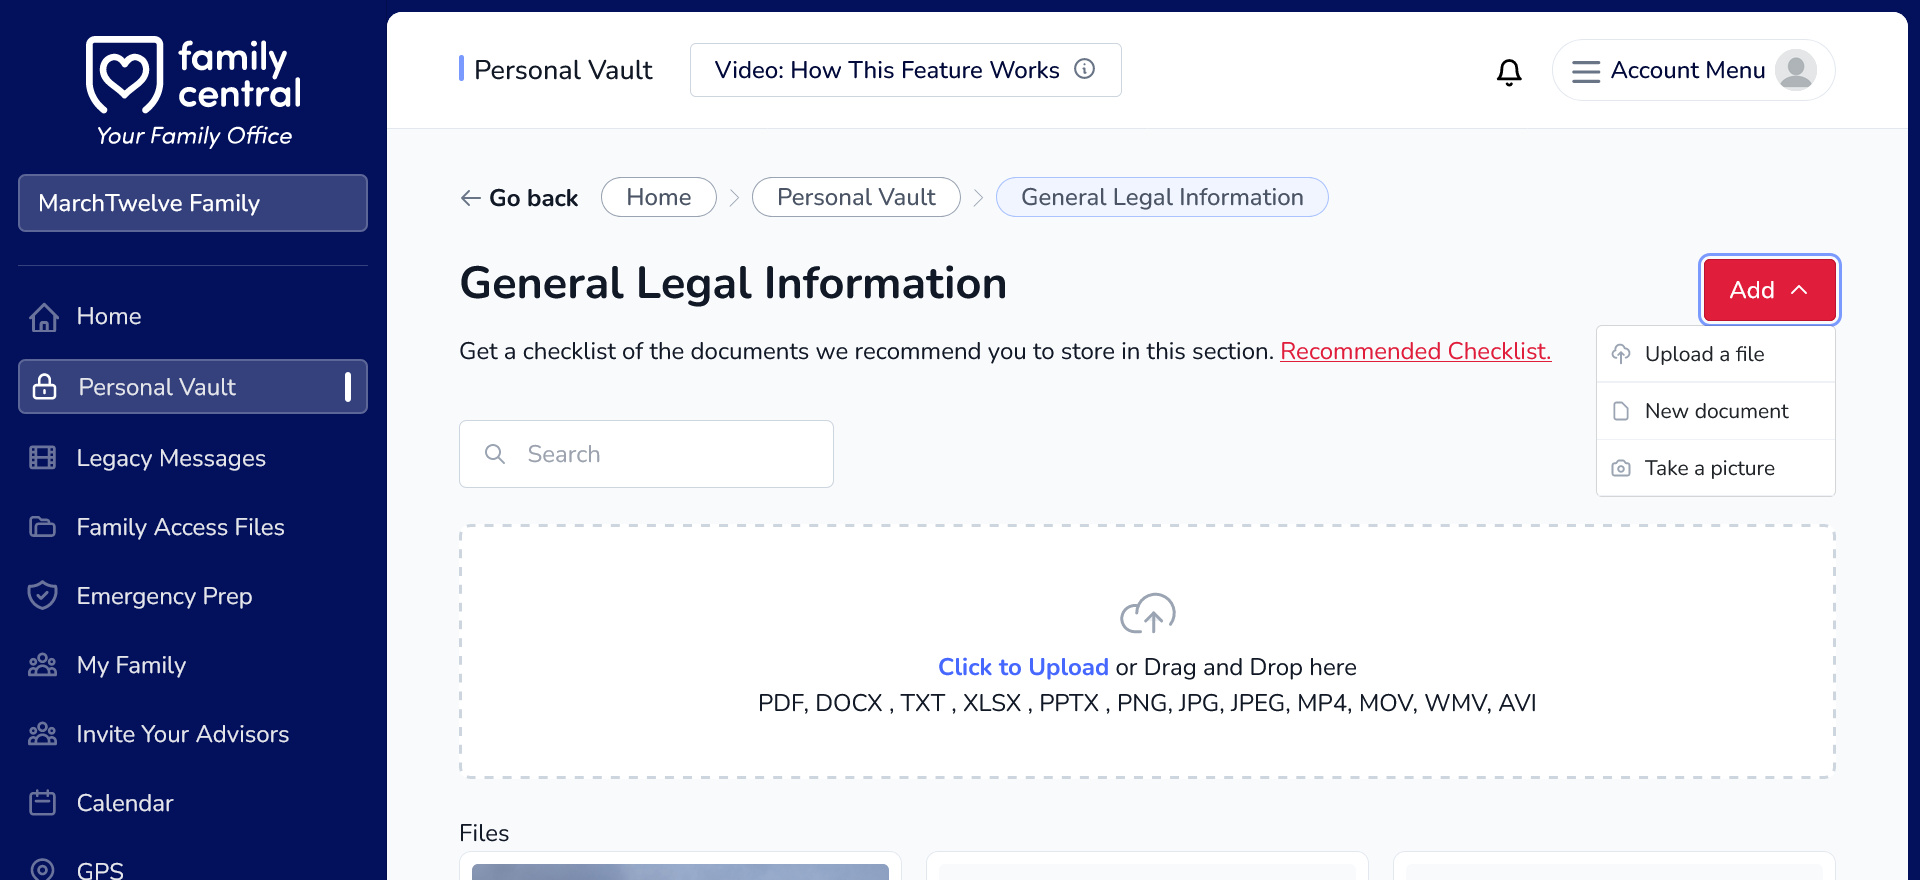 family
central
Your Family Office
MarchTwelve Family
Home
Personal Vault
Legacy Messages
Family Access Files
Emergency Prep
My Family
Invite Your Advisors
Calendar
GPS
Personal Vault
Video: How This Feature Works
Account Menu
Go back
Home
Personal Vault
General Legal Information
General Legal Information
Add
Get a checklist of the documents we recommend you to store in this section. Recommended Checklist.
Upload a file
New document
Take a picture
Search
Click to Upload or Drag and Drop here
PDF, DOCX , TXT , XLSX , PPTX , PNG, JPG, JPEG, MP4, MOV, WMV, AVI
Files